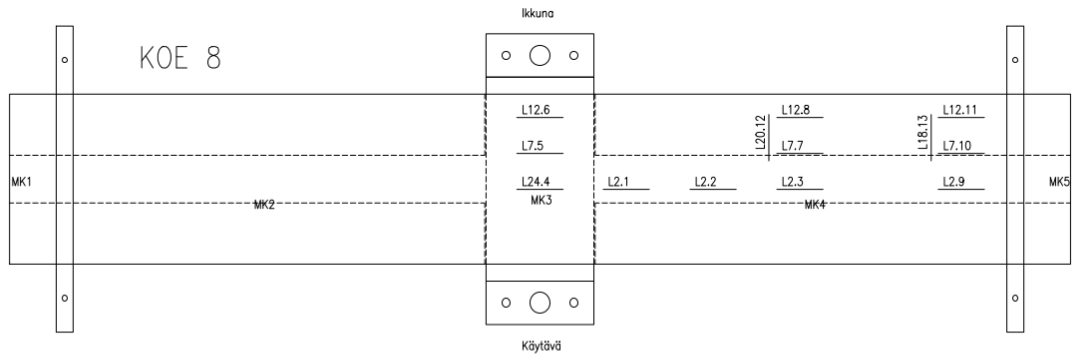 Ikkuna
KOE 8
L12.6
L12.8
L12.11
L20.12
L18.13
L7.5
L7.7
L7.10
MK1
L24.4
L2.1
L2.2
L2.3
L2.9
MK5
MK2
MK3
MK4
Käytävä